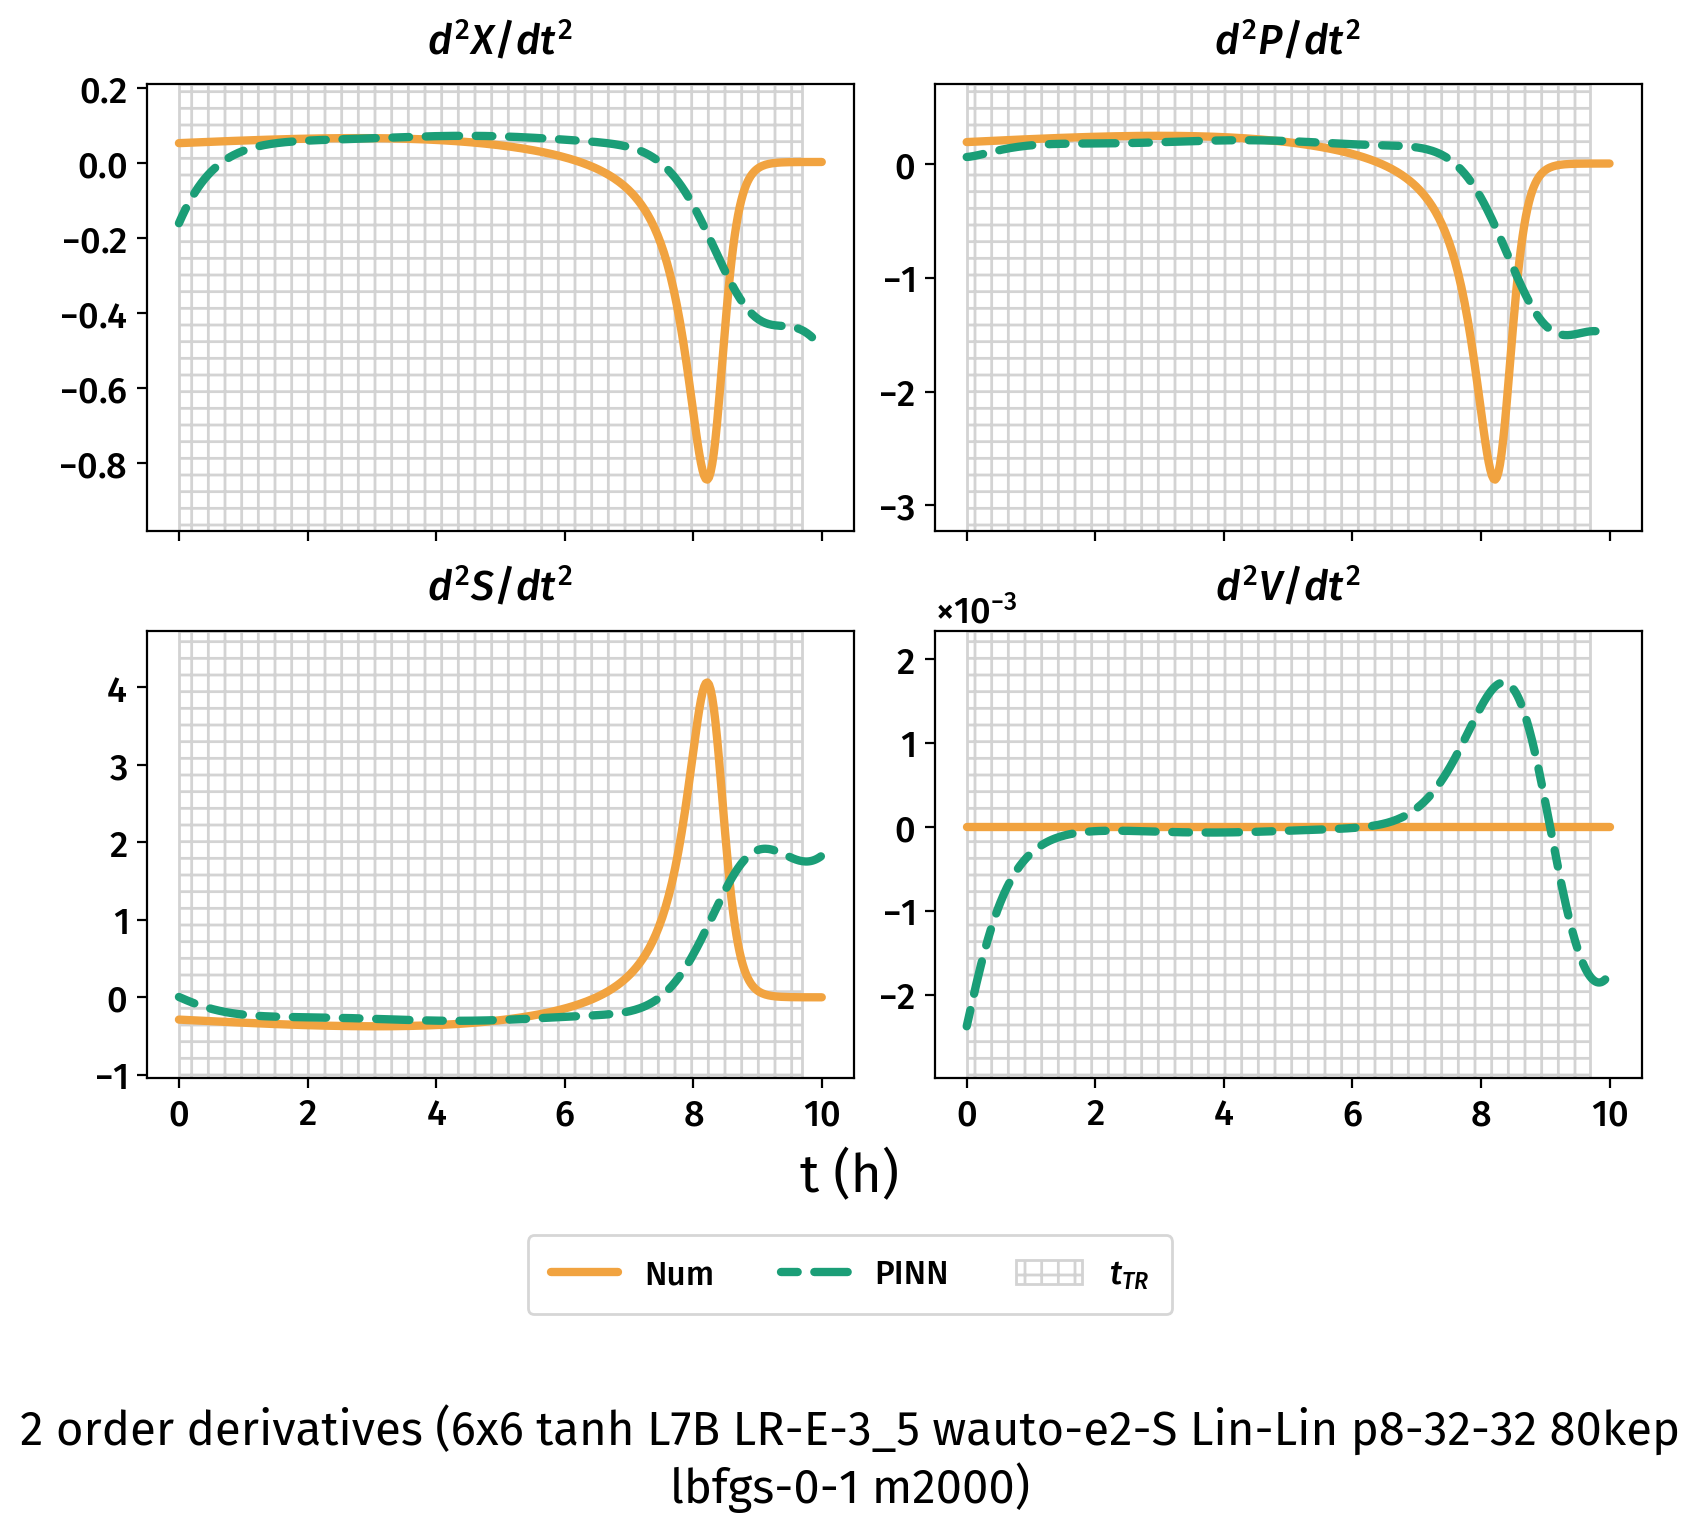 d²X/dt²
d²P/dt²
0.2
0.0
−0.2
−0.4
−0.6
−0.8
0
−1
−2
−3
d²S/dt²
d²V/dt²
×10⁻³
4
3
2
1
0
−1
2
1
0
−1
−2
0 2 4 6 8 10
0 2 4 6 8 10
t (h)
Num PINN t_TR
2 order derivatives (6x6 tanh L7B LR-E-3_5 wauto-e2-S Lin-Lin p8-32-32 80kep
lbfgs-0-1 m2000)